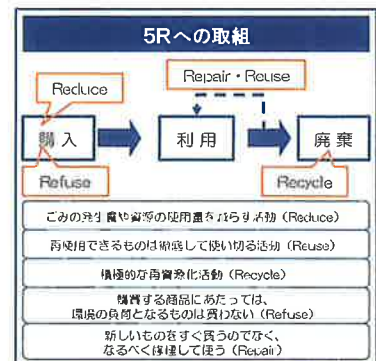 5Rへの取組
Repair・Reuse
Reduce
購入
利用
廃棄
Refuse
Recycle
ごみの発生量や資源の使用量を減らす活動（Reduce）
再使用できるものは徹底して使い切る活動（Reuse）
積極的な再資源化活動（Recycle）
購買する商品にあたっては、
環境の負荷となるものは買わない（Refuse）
新しいものをすぐ買うのでなく、
なるべく修理して使う（Repair）